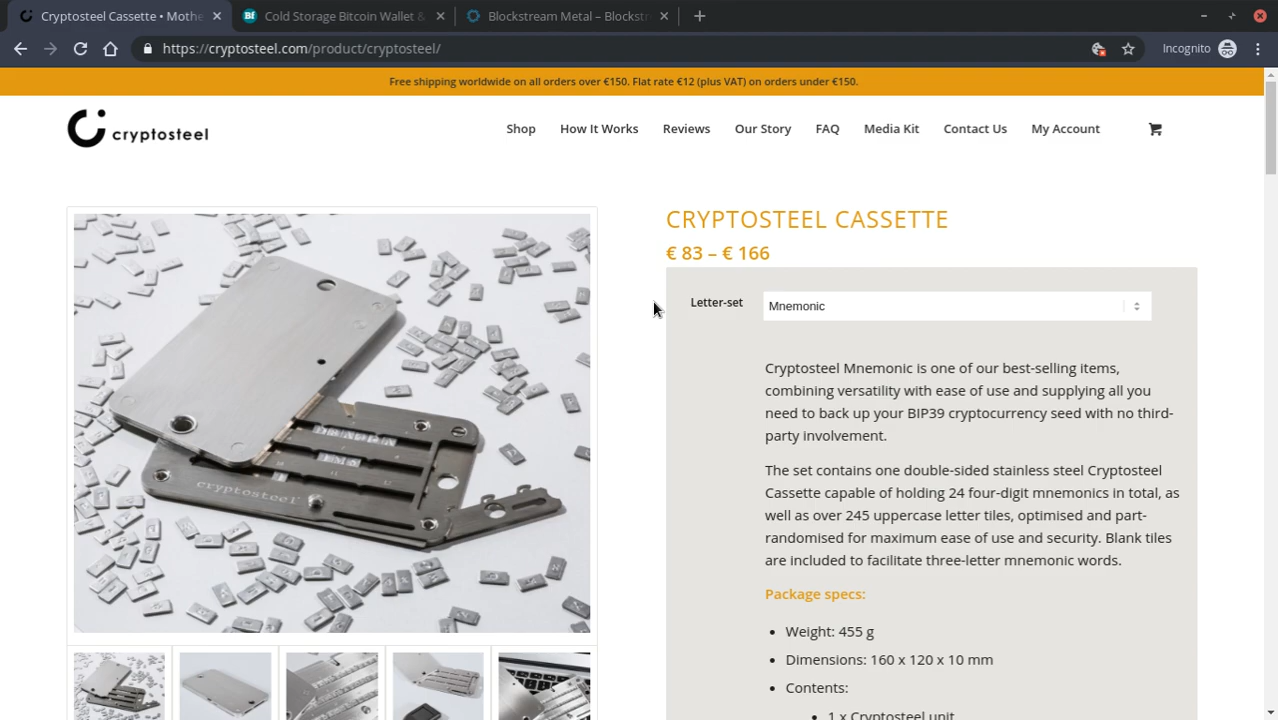 Cryptosteel Cassette • Mothe
Cold Storage Bitcoin Wallet &
Blockstream Metal – Blockstr
https://cryptosteel.com/product/cryptosteel/
Incognito
Free shipping worldwide on all orders over €150. Flat rate €12 (plus VAT) on orders under €150.
cryptosteel
Shop
How It Works
Reviews
Our Story
FAQ
Media Kit
Contact Us
My Account
cryptosteel
CRYPTOSTEEL CASSETTE
€ 83 – € 166
Letter-set
Mnemonic
Cryptosteel Mnemonic is one of our best-selling items,
combining versatility with ease of use and supplying all you
need to back up your BIP39 cryptocurrency seed with no third-
party involvement.
The set contains one double-sided stainless steel Cryptosteel
Cassette capable of holding 24 four-digit mnemonics in total, as
well as over 245 uppercase letter tiles, optimised and part-
randomised for maximum ease of use and security. Blank tiles
are included to facilitate three-letter mnemonic words.
Package specs:
• Weight: 455 g
• Dimensions: 160 x 120 x 10 mm
• Contents:
• 1 x Cryptosteel unit